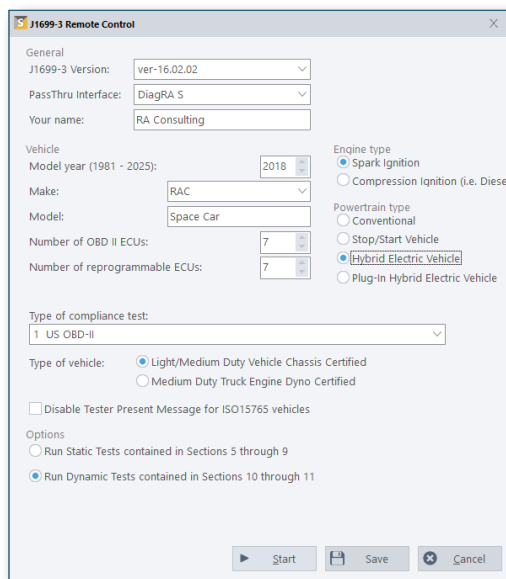 J1699-3 Remote Control
General
J1699-3 Version: ver-16.02.02
PassThru Interface: DiagRA S
Your name: RA Consulting
Vehicle
Model year (1981 - 2025): 2018
Make: RAC
Model: Space Car
Number of OBD II ECUs: 7
Number of reprogrammable ECUs: 7
Engine type
Spark Ignition
Compression Ignition (i.e. Diese
Powertrain type
Conventional
Stop/Start Vehicle
Hybrid Electric Vehicle
Plug-In Hybrid Electric Vehicle
Type of compliance test:
1 US OBD-II
Type of vehicle: Light/Medium Duty Vehicle Chassis Certified
Medium Duty Truck Engine Dyno Certified
Disable Tester Present Message for ISO15765 vehicles
Options
Run Static Tests contained in Sections 5 through 9
Run Dynamic Tests contained in Sections 10 through 11
Start Save Cancel